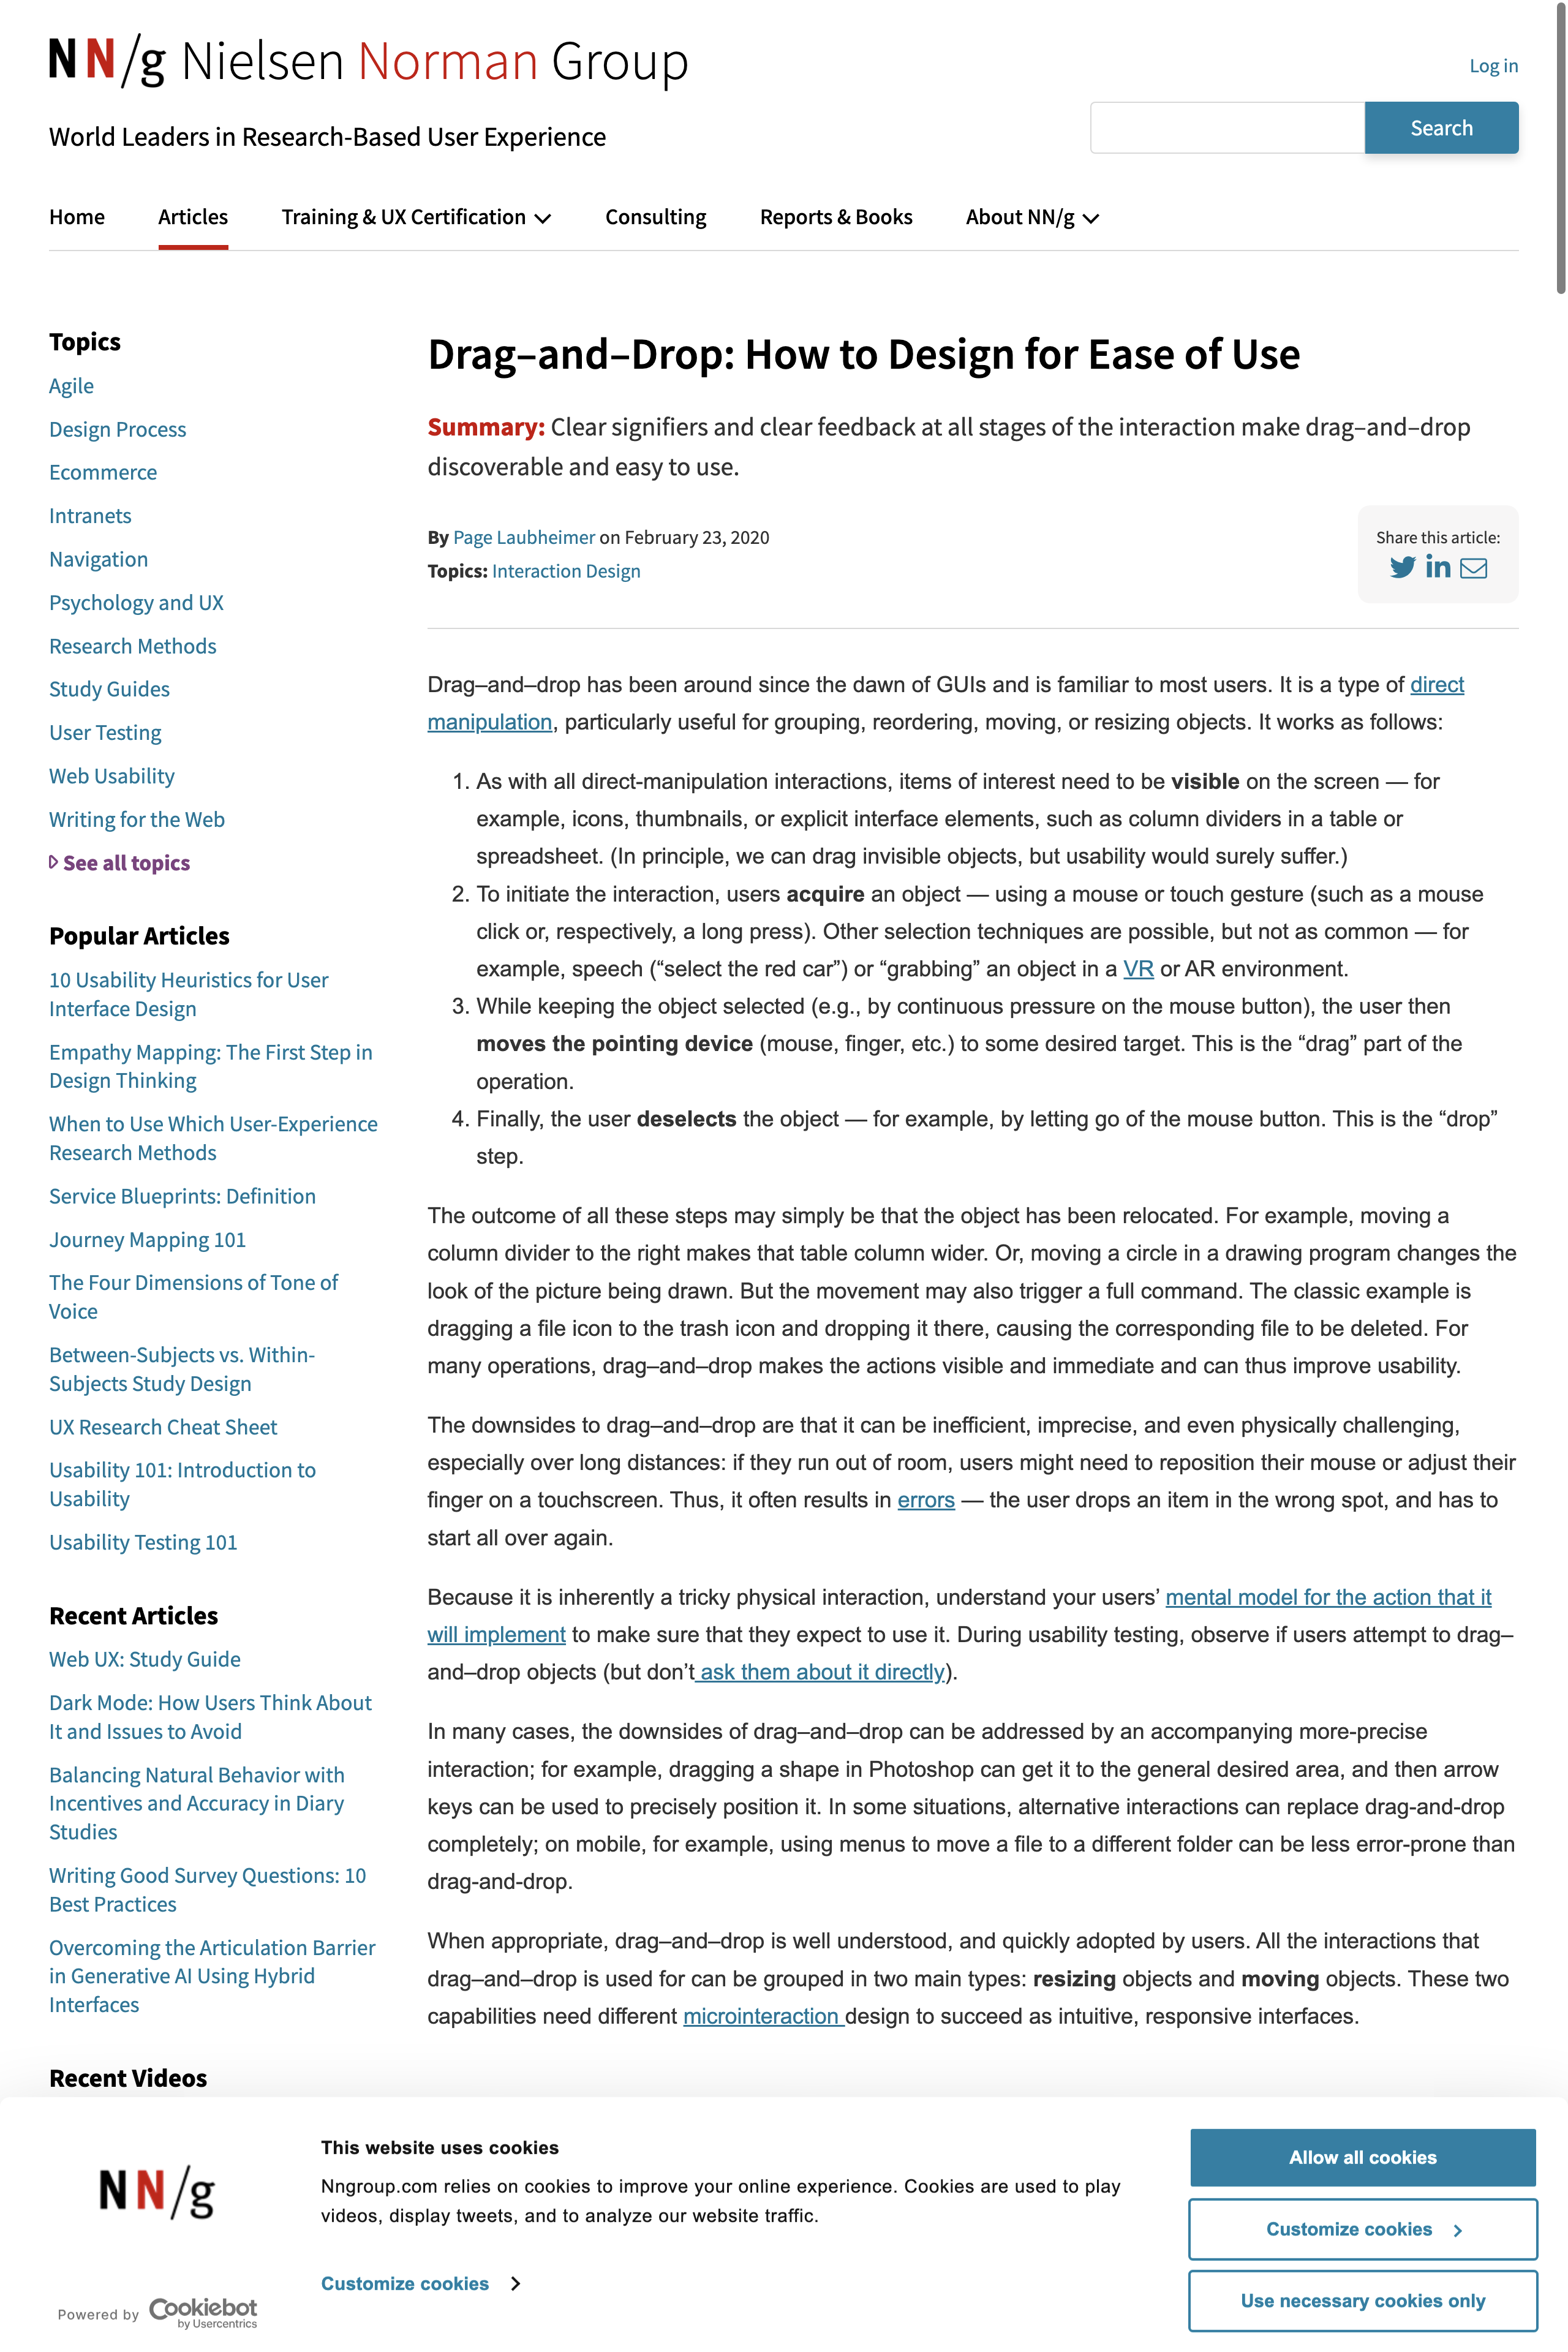 NN/g Nielsen Norman Group
Log in
World Leaders in Research-Based User Experience
Search
Home
Articles
Training & UX Certification
Consulting
Reports & Books
About NN/g
Topics
Agile
Design Process
Ecommerce
Intranets
Navigation
Psychology and UX
Research Methods
Study Guides
User Testing
Web Usability
Writing for the Web
See all topics
Popular Articles
10 Usability Heuristics for User
Interface Design
Empathy Mapping: The First Step in
Design Thinking
When to Use Which User-Experience
Research Methods
Service Blueprints: Definition
Journey Mapping 101
The Four Dimensions of Tone of
Voice
Between-Subjects vs. Within-
Subjects Study Design
UX Research Cheat Sheet
Usability 101: Introduction to
Usability
Usability Testing 101
Recent Articles
Web UX: Study Guide
Dark Mode: How Users Think About
It and Issues to Avoid
Balancing Natural Behavior with
Incentives and Accuracy in Diary
Studies
Writing Good Survey Questions: 10
Best Practices
Overcoming the Articulation Barrier
in Generative AI Using Hybrid
Interfaces
Recent Videos
Drag–and–Drop: How to Design for Ease of Use
Summary: Clear signifiers and clear feedback at all stages of the interaction make drag–and–drop
discoverable and easy to use.
By Page Laubheimer on February 23, 2020
Topics: Interaction Design
Share this article:
Drag–and–drop has been around since the dawn of GUIs and is familiar to most users. It is a type of direct
manipulation, particularly useful for grouping, reordering, moving, or resizing objects. It works as follows:
1. As with all direct-manipulation interactions, items of interest need to be visible on the screen — for
example, icons, thumbnails, or explicit interface elements, such as column dividers in a table or
spreadsheet. (In principle, we can drag invisible objects, but usability would surely suffer.)
2. To initiate the interaction, users acquire an object — using a mouse or touch gesture (such as a mouse
click or, respectively, a long press). Other selection techniques are possible, but not as common — for
example, speech (“select the red car”) or “grabbing” an object in a VR or AR environment.
3. While keeping the object selected (e.g., by continuous pressure on the mouse button), the user then
moves the pointing device (mouse, finger, etc.) to some desired target. This is the “drag” part of the
operation.
4. Finally, the user deselects the object — for example, by letting go of the mouse button. This is the “drop”
step.
The outcome of all these steps may simply be that the object has been relocated. For example, moving a
column divider to the right makes that table column wider. Or, moving a circle in a drawing program changes the
look of the picture being drawn. But the movement may also trigger a full command. The classic example is
dragging a file icon to the trash icon and dropping it there, causing the corresponding file to be deleted. For
many operations, drag–and–drop makes the actions visible and immediate and can thus improve usability.
The downsides to drag–and–drop are that it can be inefficient, imprecise, and even physically challenging,
especially over long distances: if they run out of room, users might need to reposition their mouse or adjust their
finger on a touchscreen. Thus, it often results in errors — the user drops an item in the wrong spot, and has to
start all over again.
Because it is inherently a tricky physical interaction, understand your users’ mental model for the action that it
will implement to make sure that they expect to use it. During usability testing, observe if users attempt to drag–
and–drop objects (but don’t ask them about it directly).
In many cases, the downsides of drag–and–drop can be addressed by an accompanying more-precise
interaction; for example, dragging a shape in Photoshop can get it to the general desired area, and then arrow
keys can be used to precisely position it. In some situations, alternative interactions can replace drag-and-drop
completely; on mobile, for example, using menus to move a file to a different folder can be less error-prone than
drag-and-drop.
When appropriate, drag–and–drop is well understood, and quickly adopted by users. All the interactions that
drag–and–drop is used for can be grouped in two main types: resizing objects and moving objects. These two
capabilities need different microinteraction design to succeed as intuitive, responsive interfaces.
NN/g
Powered by Cookiebot
by Usercentrics
This website uses cookies
Nngroup.com relies on cookies to improve your online experience. Cookies are used to play
videos, display tweets, and to analyze our website traffic.
Customize cookies
Allow all cookies
Customize cookies
Use necessary cookies only